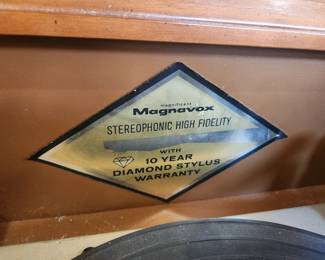 magnificent
Magnavox
STEREOPHONIC HIGH FIDELITY
WITH
10 YEAR
DIAMOND STYLUS
WARRANTY